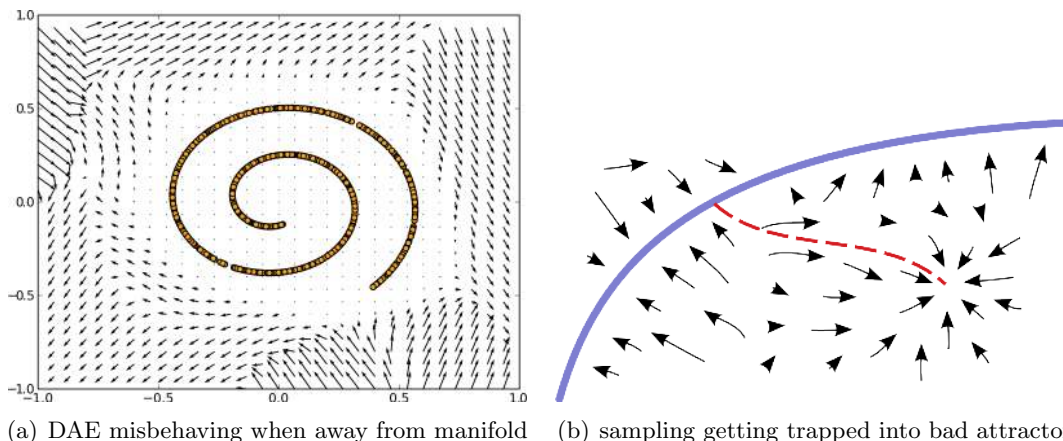 1.0
0.5
0.0
−0.5
−1.0
−1.0 −0.5 0.0 0.5 1.0
(a) DAE misbehaving when away from manifold
(b) sampling getting trapped into bad attracto